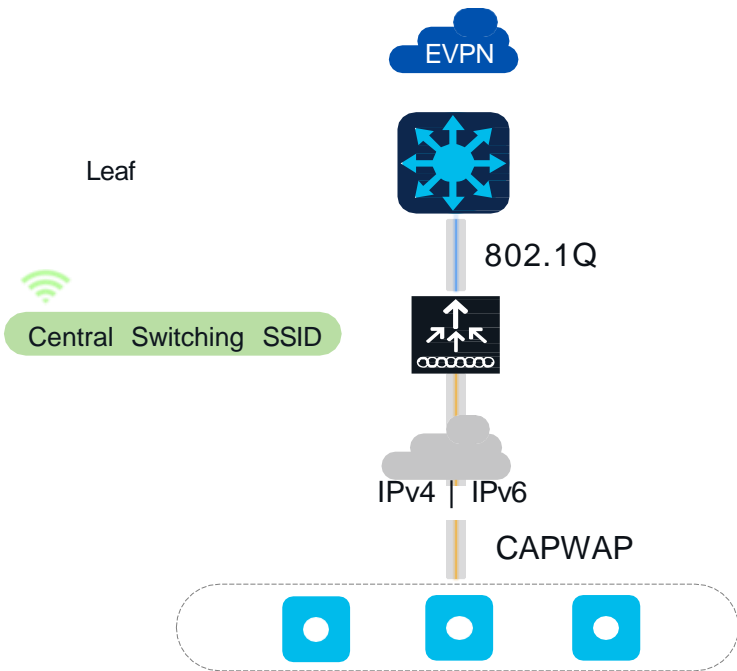 EVPN
Leaf
802.1Q
Central Switching SSID
IPv4 | IPv6
CAPWAP